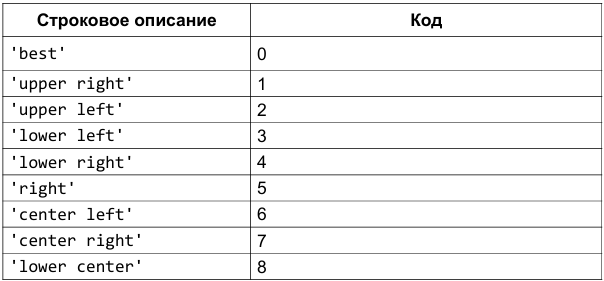 Строковое описание Код
'best' 0
'upper right' 1
'upper left' 2
'lower left' 3
'lower right' 4
'right' 5
'center left' 6
'center right' 7
'lower center' 8